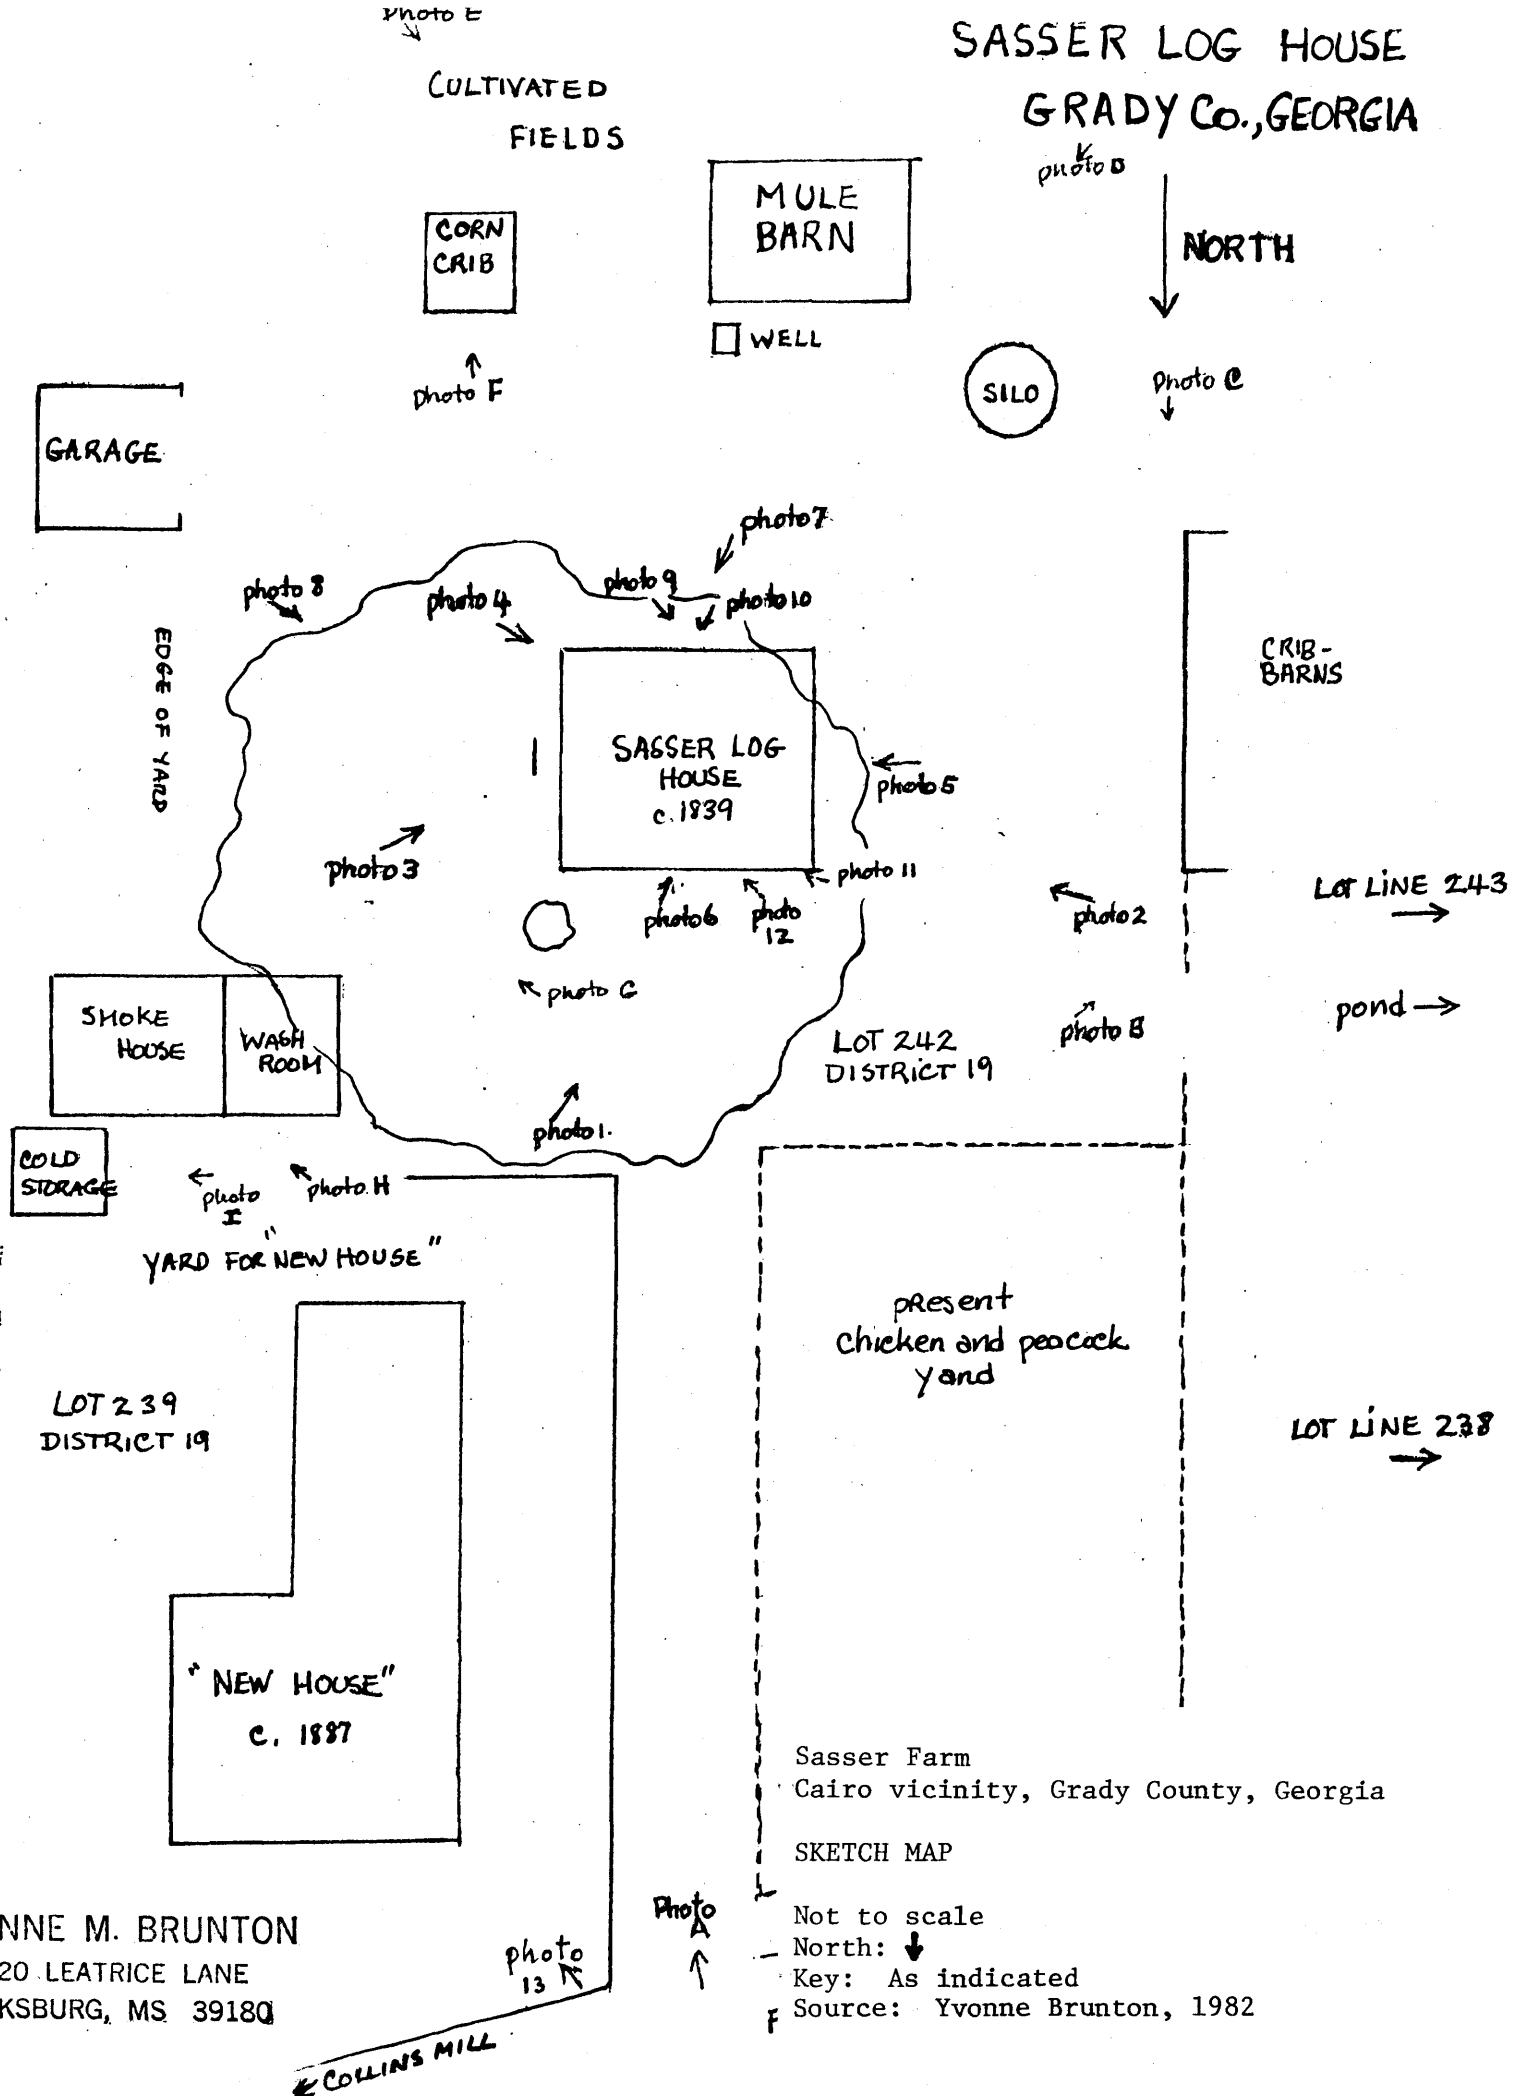 Photo E
SASSER LOG HOUSE
GRADY Co., GEORGIA
CULTIVATED
FIELDS
photo D
MULE
BARN
CORN
CRIB
NORTH
WELL
SILO
Photo C
photo F
GARAGE
photo 7
photo 8
photo 4
photo 9
photo 10
EDGE OF YARD
CRIB-
BARNS
SASSER LOG
HOUSE
c. 1839
photo 5
photo 3
photo 11
LOT LINE 243
photo 6
photo
12
photo 2
photo G
pond
SMOKE
HOUSE
WASH
ROOM
LOT 242
DISTRICT 19
photo B
photo 1.
COLD
STORAGE
photo
I
photo H
YARD FOR "NEW HOUSE"
present
chicken and peacock
yard
LOT 239
DISTRICT 19
LOT LINE 238
"NEW HOUSE"
c. 1887
Sasser Farm
Cairo vicinity, Grady County, Georgia
SKETCH MAP
Not to scale
North:
Key: As indicated
Source: Yvonne Brunton, 1982
Photo
A
photo
13
NNE M. BRUNTON
20 LEATRICE LANE
KSBURG, MS 39180
COLLINS MILL